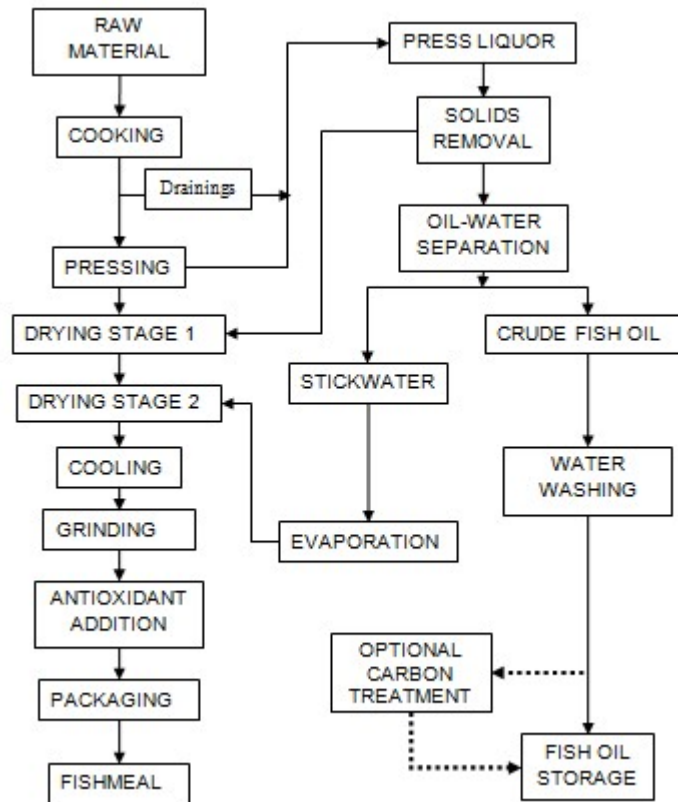 RAW
MATERIAL
COOKING
Drainings
PRESSING
DRYING STAGE 1
DRYING STAGE 2
COOLING
GRINDING
ANTIOXIDANT
ADDITION
PACKAGING
FISHMEAL
PRESS LIQUOR
SOLIDS
REMOVAL
OIL-WATER
SEPARATION
STICKWATER
EVAPORATION
CRUDE FISH OIL
WATER
WASHING
OPTIONAL
CARBON
TREATMENT
FISH OIL
STORAGE